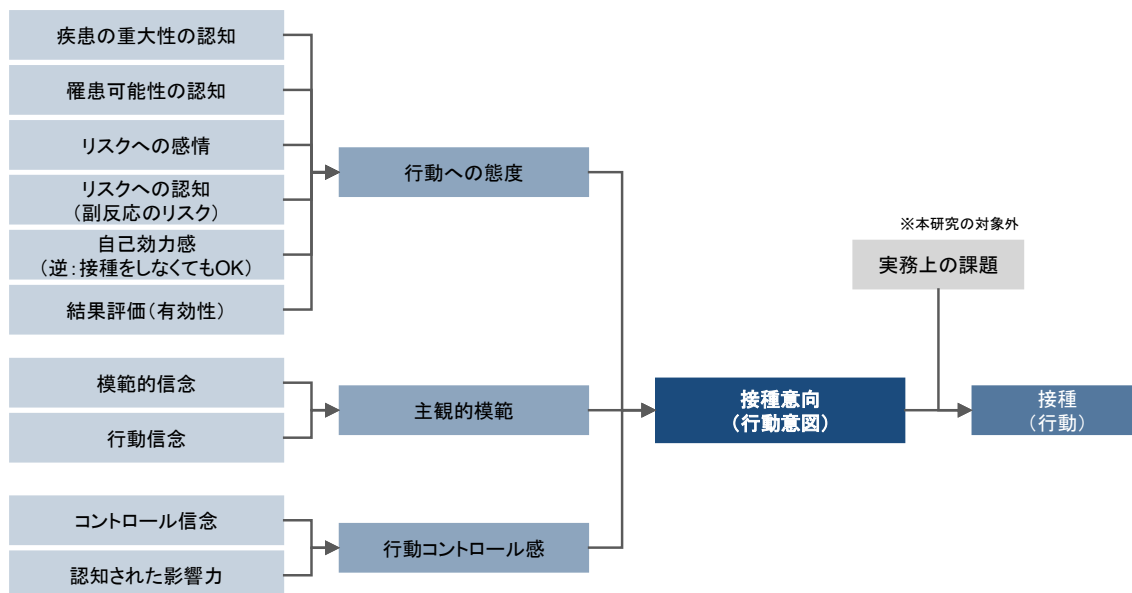 疾患の重大性の認知
罹患可能性の認知
リスクへの感情
リスクへの認知
（副反応のリスク）
自己効力感
（逆：接種をしなくてもOK）
結果評価（有効性）
行動への態度
模範的信念
行動信念
主観的模範
コントロール信念
認知された影響力
行動コントロール感
接種意向
（行動意図）
※本研究の対象外
実務上の課題
接種
（行動）